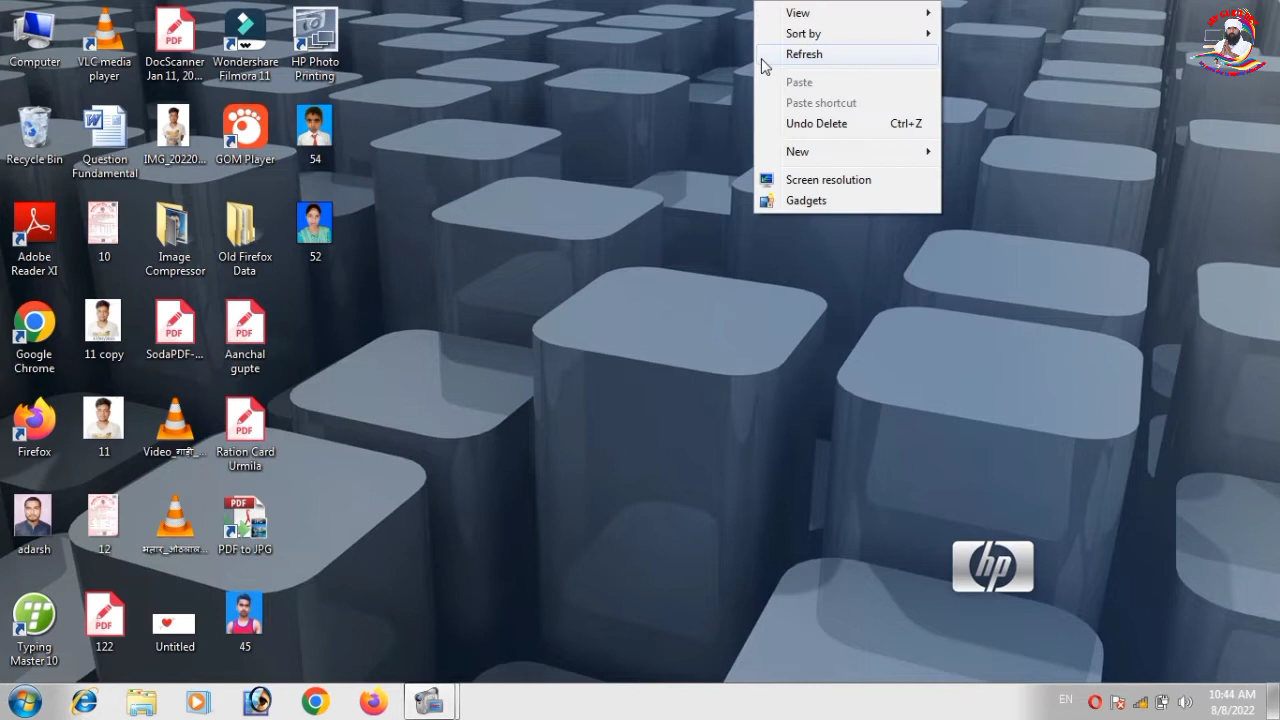 Computer
VLC media
player
DocScanner
Jan 11, 20...
Wondershare
Filmora 11
HP Photo
Printing
Recycle Bin
Question
Fundamental
IMG_20220...
GOM Player
54
Adobe
Reader XI
10
Image
Compressor
Old Firefox
Data
52
Google
Chrome
11 copy
SodaPDF-...
Aanchal
gupte
Firefox
11
Video_गाडी_...
Ration Card
Urmila
adarsh
12
PDF to JPG
Typing
Master 10
122
Untitled
45
View
Sort by
Refresh
Paste
Paste shortcut
Undo Delete Ctrl+Z
New
Screen resolution
Gadgets
hp
EN
10:44 AM
8/8/2022